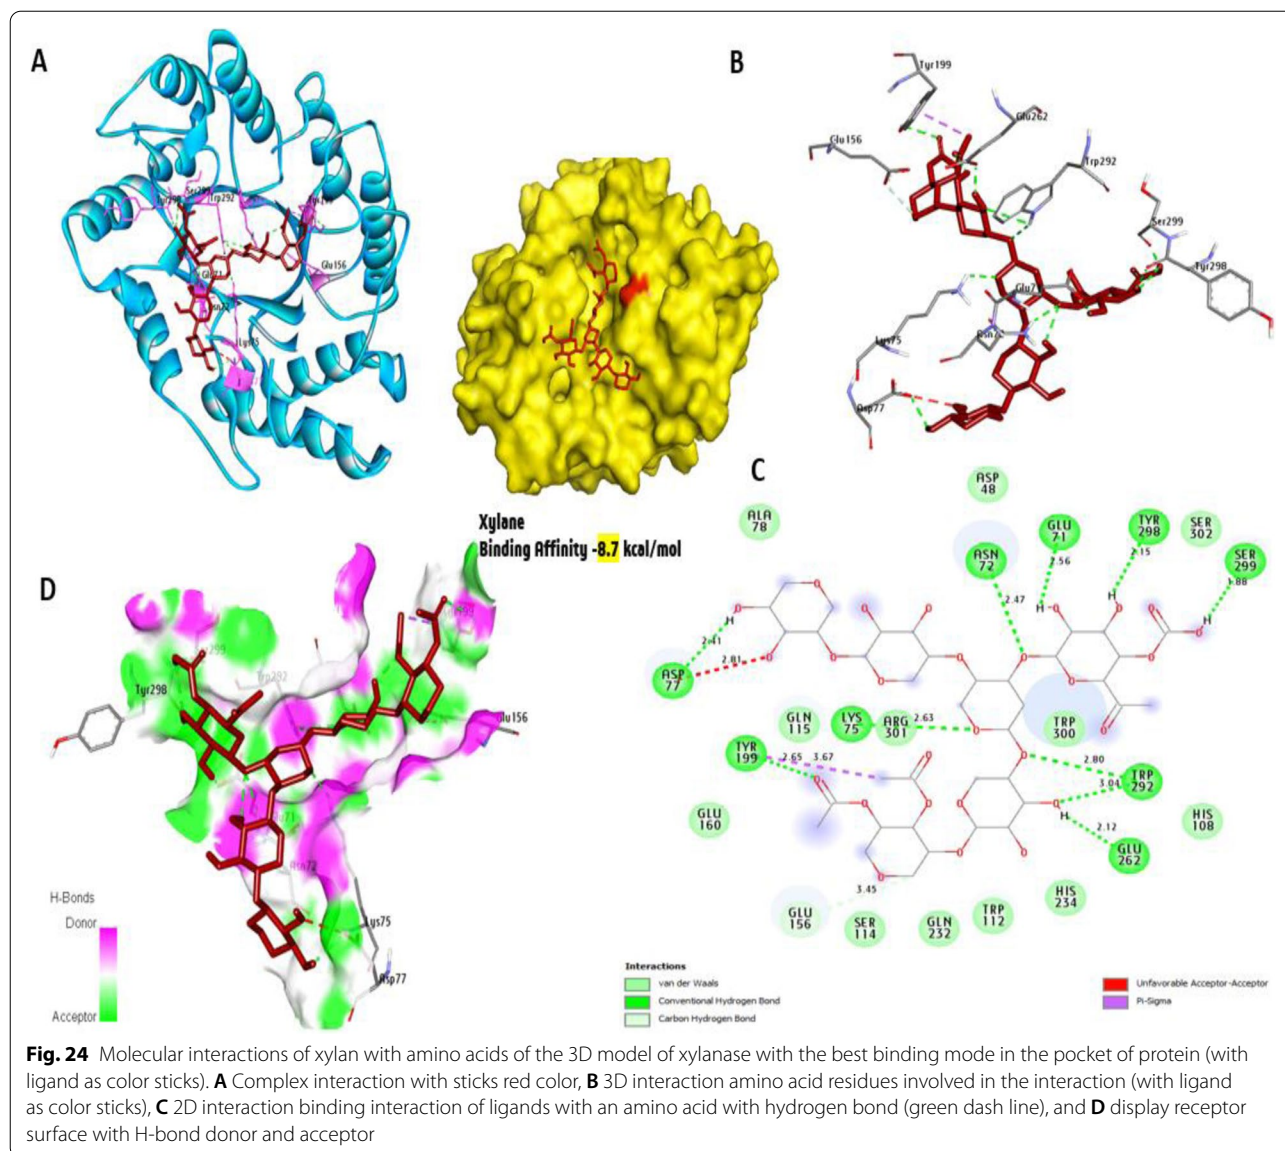 A
Ser299
Trp292
Glu156
Lys75
B
Tyr199
Glu262
Glu156
Trp292
Ser299
Tyr298
Lys75
Asp77
Xylane
Binding Affinity -8.7 kcal/mol
C
ASP 48
ALA 78
GLU 71
TYR 298
SER 302
ASN 72
SER 299
2.56
2.15
1.88
2.47
H
H
H
H
2.41
2.81
ASP 77
GLN 115
LYS 75
ARG 301
2.63
TRP 300
TYR 199
2.65
3.67
2.80
TRP 292
3.04
GLU 160
HIS 108
H
2.12
GLU 262
3.45
GLU 156
SER 114
GLN 232
TRP 112
HIS 234
D
Tyr298
Trp292
Glu156
Asn72
Lys75
Asp77
H-Bonds
Donor
Acceptor
Interactions
van der Waals
Conventional Hydrogen Bond
Carbon Hydrogen Bond
Unfavorable Acceptor-Acceptor
Pi-Sigma
Fig. 24 Molecular interactions of xylan with amino acids of the 3D model of xylanase with the best binding mode in the pocket of protein (with
ligand as color sticks). A Complex interaction with sticks red color, B 3D interaction amino acid residues involved in the interaction (with ligand
as color sticks), C 2D interaction binding interaction of ligands with an amino acid with hydrogen bond (green dash line), and D display receptor
surface with H-bond donor and acceptor